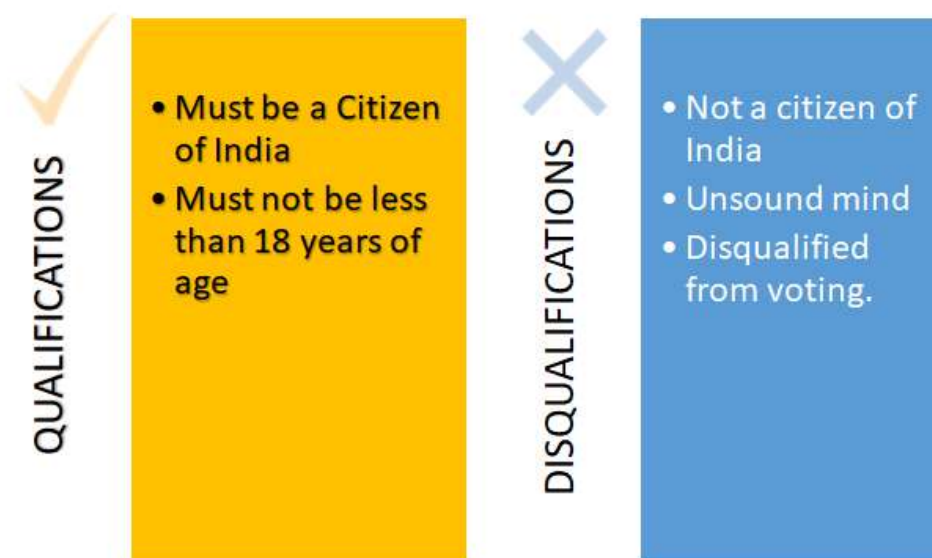 QUALIFICATIONS
• Must be a Citizen
of India
• Must not be less
than 18 years of
age
DISQUALIFICATIONS
• Not a citizen of
India
• Unsound mind
• Disqualified
from voting.